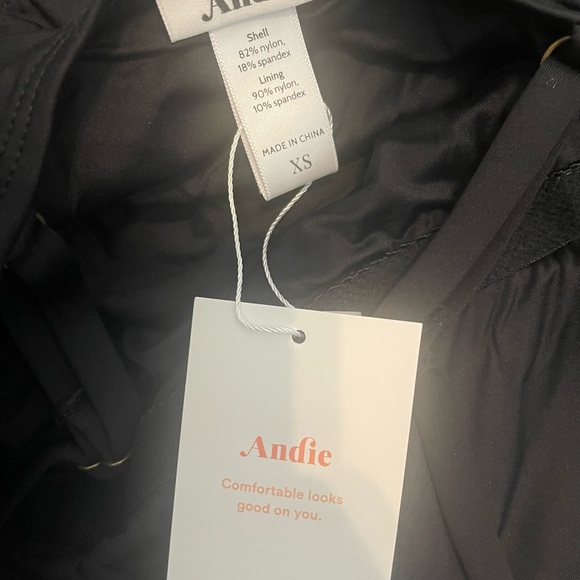 Andie
Shell
82% nylon,
18% spandex
Lining
90% nylon,
10% spandex
MADE IN CHINA
XS
Andie
Comfortable looks
good on you.